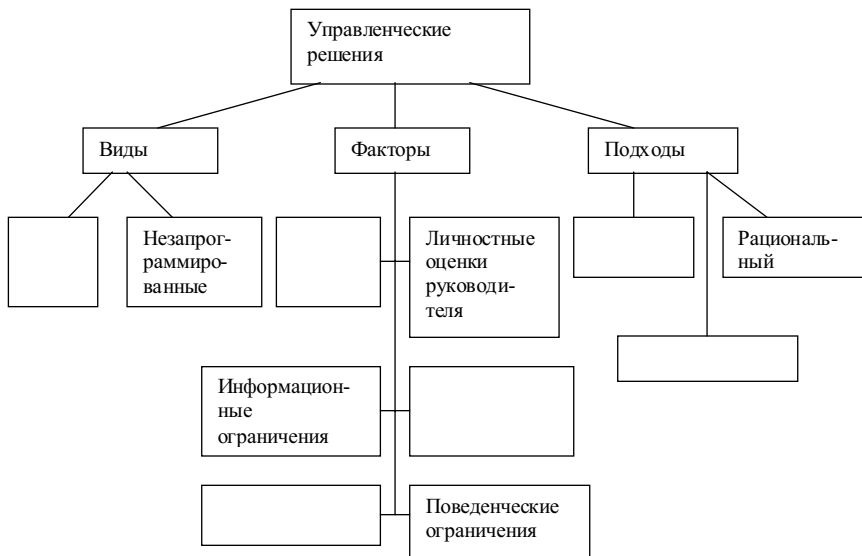 Управленческие
решения
Виды
Факторы
Подходы
Незапрог-
раммиро-
ванные
Личностные
оценки
руководи-
теля
Рациональ-
ный
Информацион-
ные
ограничения
Поведенческие
ограничения